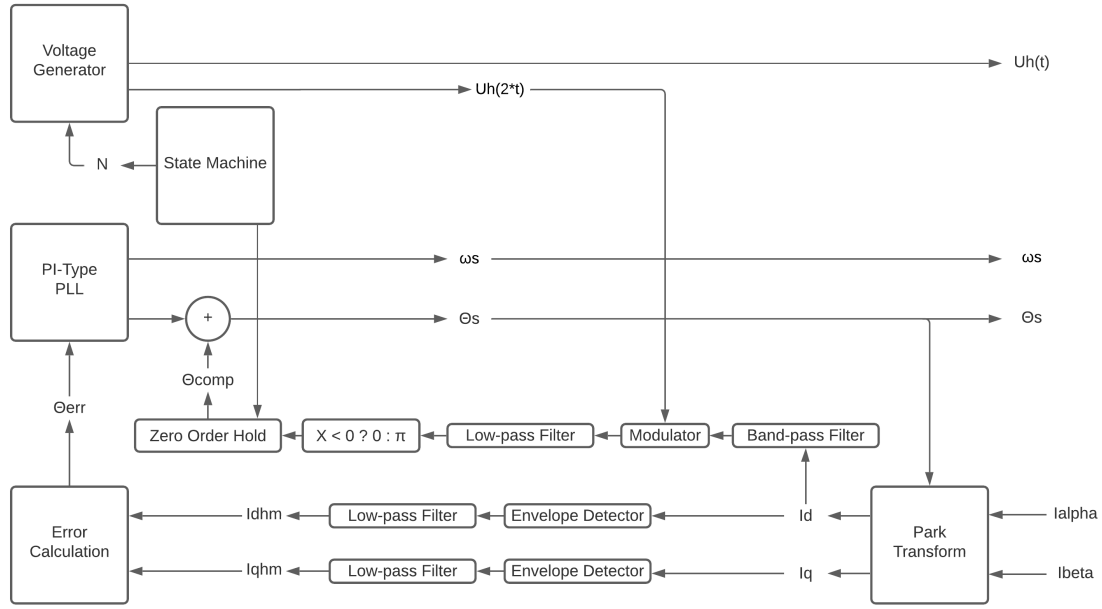 Voltage
Generator
Uh(t)
Uh(2*t)
State Machine
N
PI-Type
PLL
ωs
ωs
+
Θs
Θs
Θcomp
Θerr
Zero Order Hold
X < 0 ? 0 : π
Low-pass Filter
Modulator
Band-pass Filter
Error
Calculation
Idhm
Low-pass Filter
Envelope Detector
Id
Park
Transform
Ialpha
Iqhm
Low-pass Filter
Envelope Detector
Iq
Ibeta